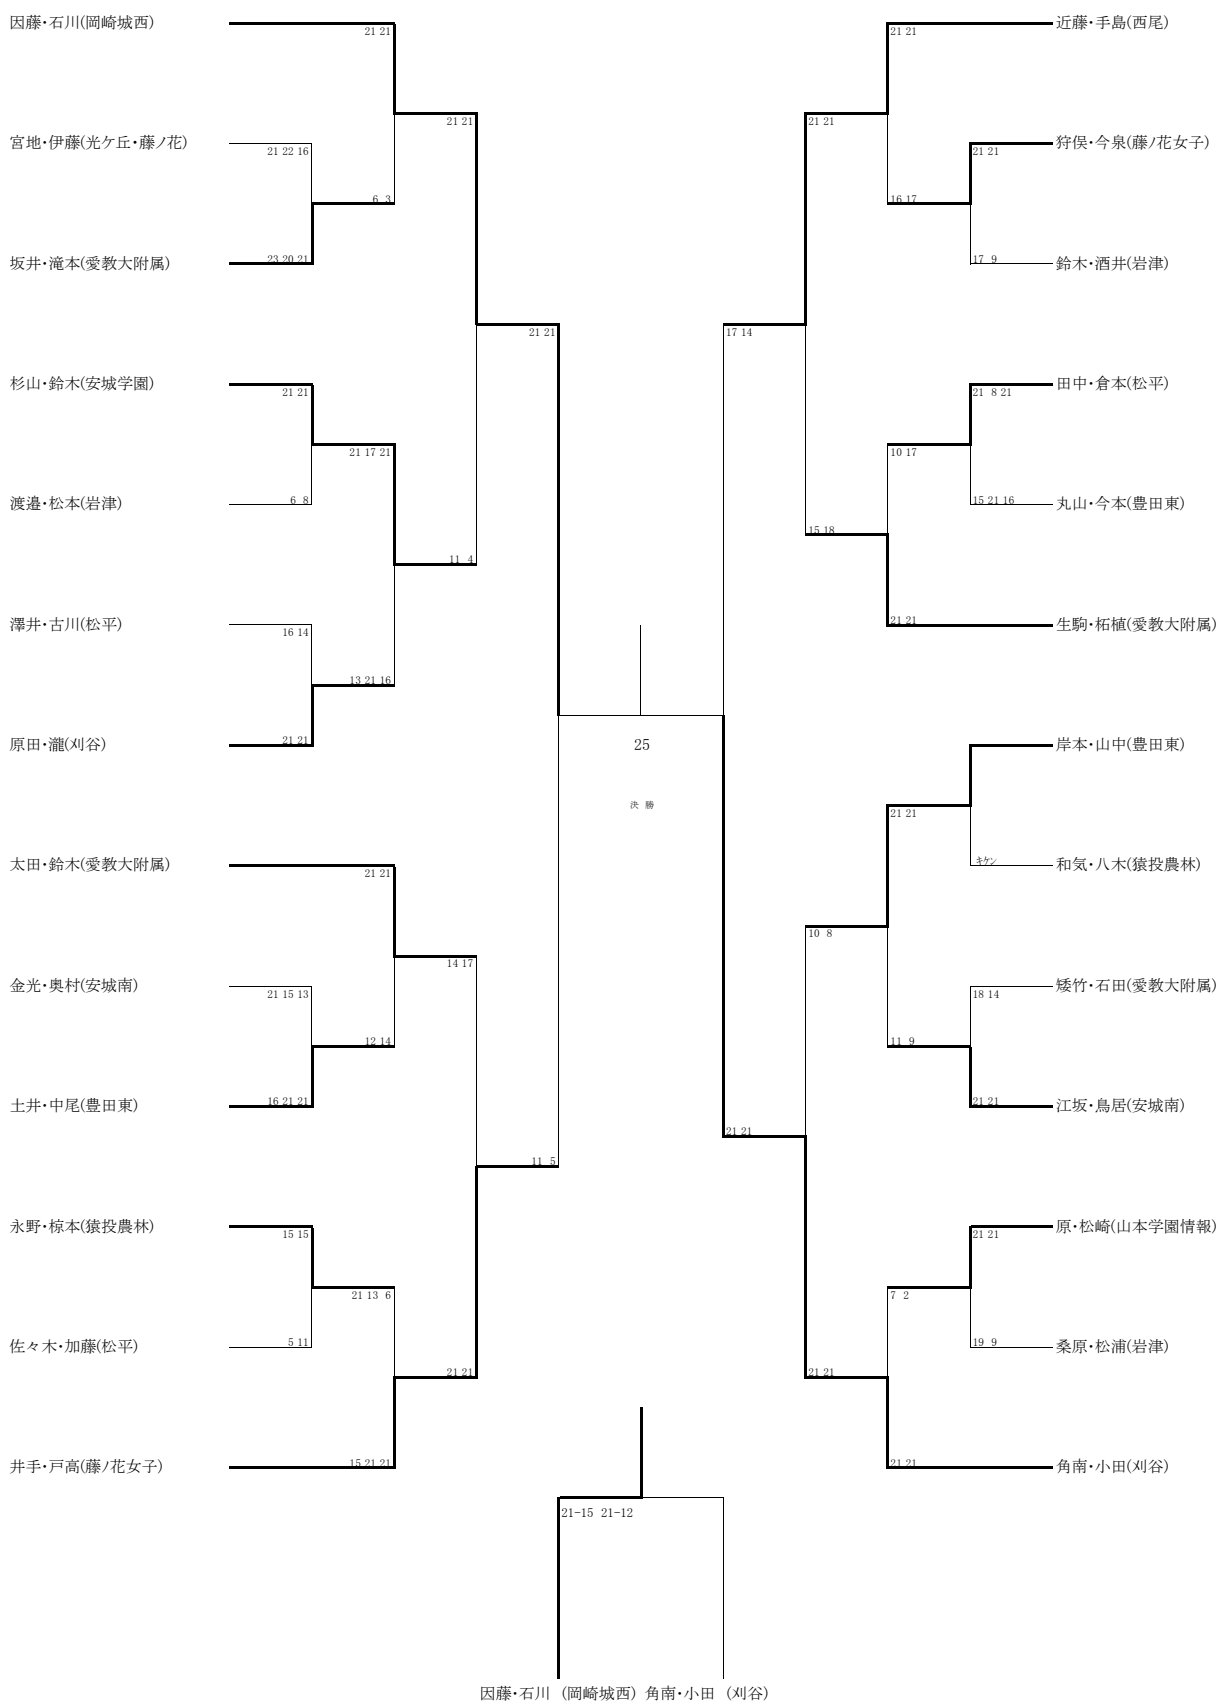 因藤・石川(岡崎城西)
21 21
21 21
宮地・伊藤(光ケ丘・藤ノ花)
21 22 16
6 3
坂井・滝本(愛教大附属)
23 20 21
21 21
杉山・鈴木(安城学園)
21 21
21 17 21
渡邉・松本(岩津)
6 8
11 4
澤井・古川(松平)
16 14
13 21 16
原田・瀧(刈谷)
21 21
太田・鈴木(愛教大附属)
21 21
14 17
金光・奥村(安城南)
21 15 13
12 14
土井・中尾(豊田東)
16 21 21
11 5
永野・椋本(猿投農林)
15 15
21 13 6
佐々木・加藤(松平)
5 11
21 21
井手・戸高(藤ノ花女子)
15 21 21
25
決 勝
近藤・手島(西尾)
21 21
21 21
狩俣・今泉(藤ノ花女子)
21 21
16 17
鈴木・酒井(岩津)
17 9
17 14
田中・倉本(松平)
21 8 21
10 17
丸山・今本(豊田東)
15 21 16
15 18
生駒・柘植(愛教大附属)
21 21
岸本・山中(豊田東)
21 21
和気・八木(猿投農林)
キケン
10 8
矮竹・石田(愛教大附属)
18 14
11 9
江坂・鳥居(安城南)
21 21
21 21
原・松崎(山本学園情報)
21 21
7 2
桑原・松浦(岩津)
19 9
21 21
角南・小田(刈谷)
21 21
21-15 21-12
因藤・石川 (岡崎城西) 角南・小田 (刈谷)